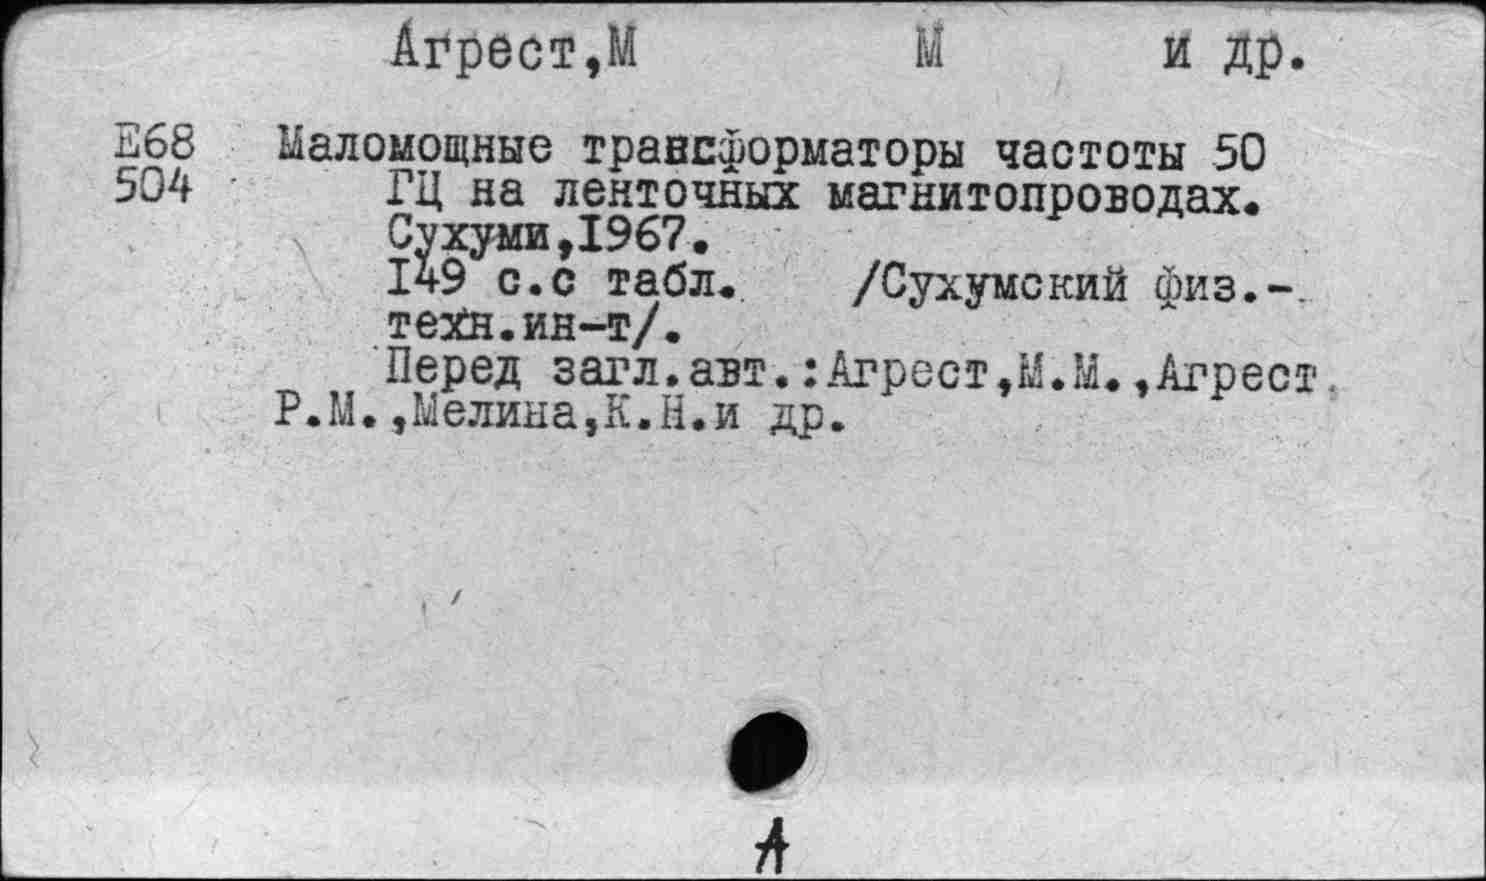 Агрест,М М и др.
Е68 Маломощные трансформаторы частоты 50
504 ГЦ на ленточных магнитопроводах.
Сухуми,1967.
149 с.с табл. /Сухумский физ.-
техн.ин-т/.
Перед загл.авт.:Агрест,М.М.,Агрест
Р.М.,Мелина,К.Н.и др.
А